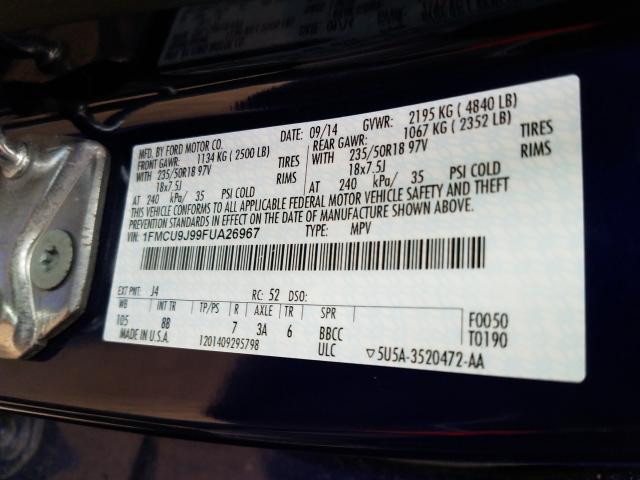 MFD. BY FORD MOTOR CO. DATE: 09/14 GVWR: 2195 KG ( 4840 LB)
FRONT GAWR: 1134 KG ( 2500 LB) REAR GAWR: 1067 KG ( 2352 LB)
WITH 235/50R18 97V TIRES WITH 235/50R18 97V TIRES
18x7.5J RIMS 18x7.5J RIMS
AT 240 kPa/ 35 PSI COLD AT 240 kPa/ 35 PSI COLD
THIS VEHICLE CONFORMS TO ALL APPLICABLE FEDERAL MOTOR VEHICLE SAFETY AND THEFT
PREVENTION STANDARDS IN EFFECT ON THE DATE OF MANUFACTURE SHOWN ABOVE.
VIN: 1FMCU9J99FUA26967 TYPE: MPV
EXT PNT: J4 RC: 52 DSO:
WB INT TR TP/PS R AXLE TR SPR F0050
105 8B 7 3A 6 BBCC T0190
MADE IN U.S.A. 1201409295798 ULC ▽5U5A-3520472-AA